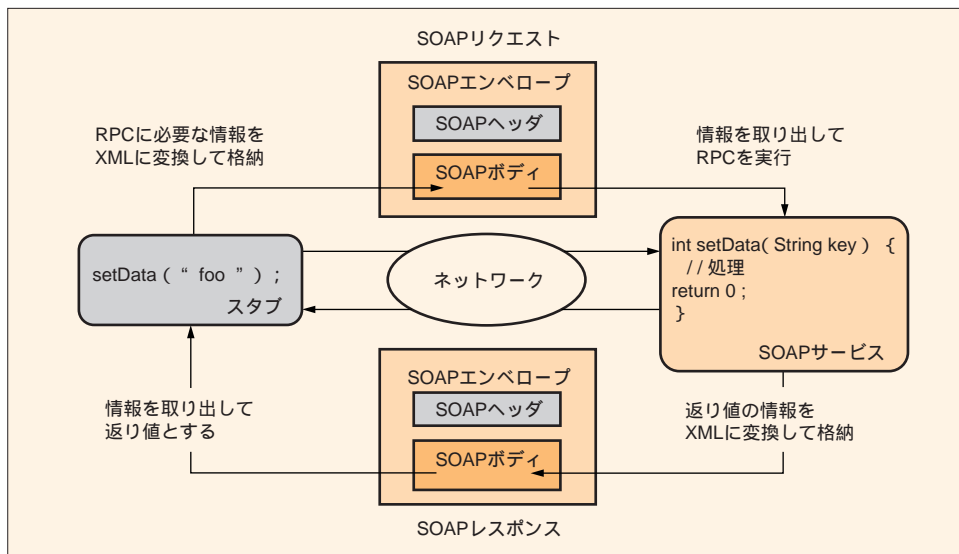 SOAPリクエスト
SOAPエンベロープ
SOAPヘッダ
SOAPボディ
RPCに必要な情報を
XMLに変換して格納
情報を取り出して
RPCを実行
setData ( “ foo ” ) ;
スタブ
ネットワーク
int setData( String key ) {
// 処理
return 0 ;
}
SOAPサービス
SOAPエンベロープ
SOAPヘッダ
SOAPボディ
情報を取り出して
返り値とする
返り値の情報を
XMLに変換して格納
SOAPレスポンス